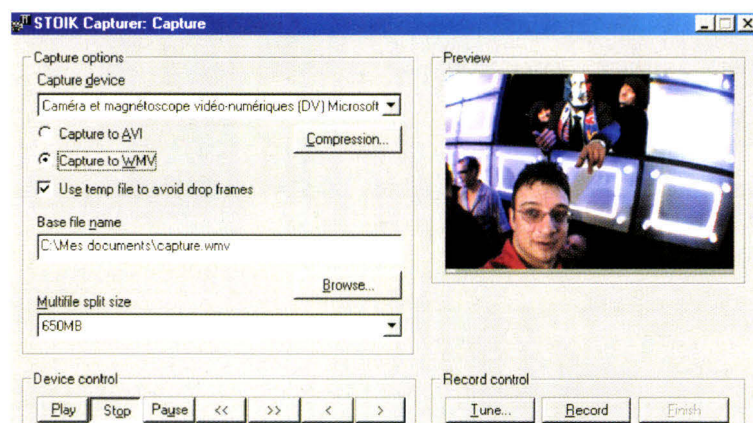 STOIK Capturer: Capture
Capture options
Capture device
Caméra et magnétoscope vidéo-numériques (DV) Microsoft
Capture to AVI
Compression...
Capture to WMV
Use temp file to avoid drop frames
Base file name
C:\Mes documents\capture.wmv
Browse...
Multifile split size
650MB
Preview
Device control
Play Stop Pause << >> < >
Record control
Tune... Record Finish